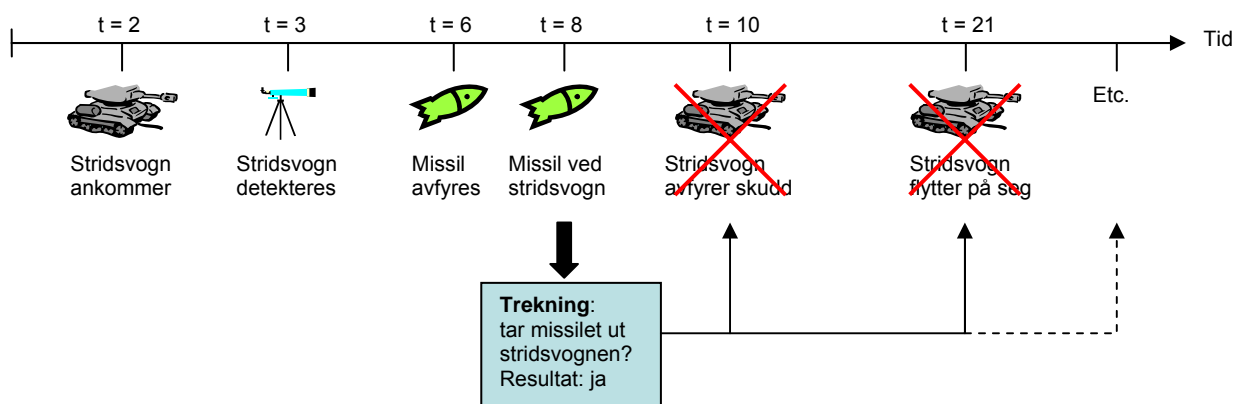 t = 2
t = 3
t = 6
t = 8
t = 10
t = 21
Tid
Etc.
Stridsvogn
ankommer
Stridsvogn
detekteres
Missil
avfyres
Missil ved
stridsvogn
Stridsvogn
avfyrer skudd
Stridsvogn
flytter på seg
Trekning:
tar missilet ut
stridsvognen?
Resultat: ja